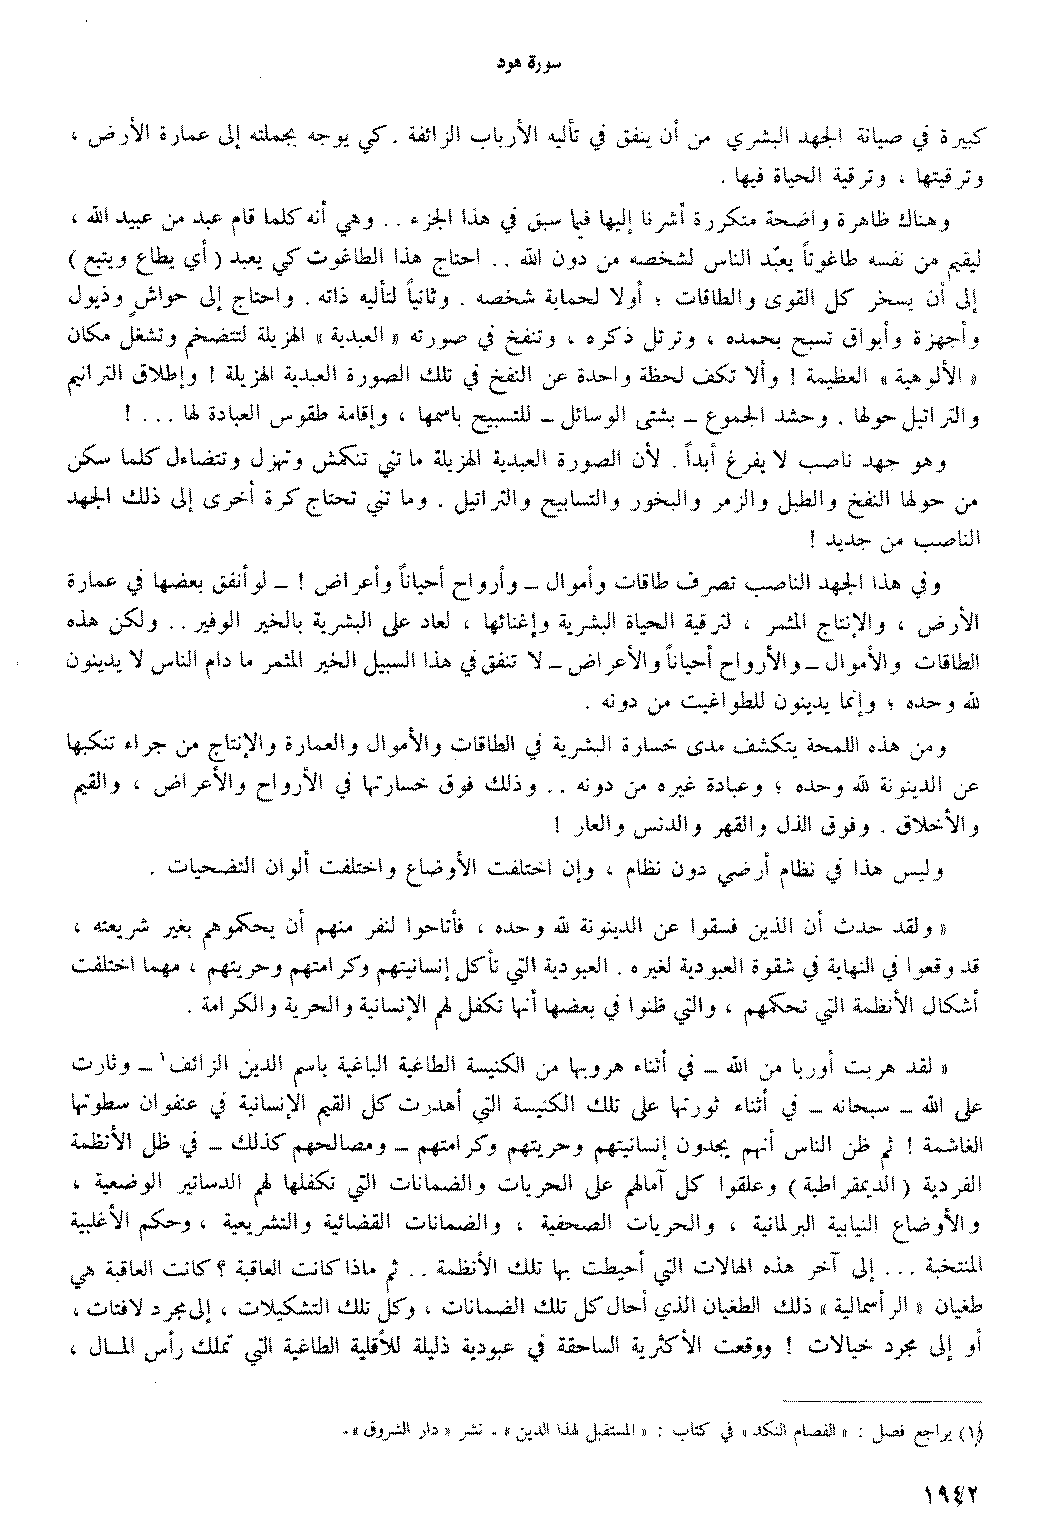 سورة هود
كبيرة في صيانة الجهد البشري من أن ينفق في تأليه الأرباب الزائفة . كي يوجه بجملته إلى عمارة الأرض ،
وترقيتها ، وترقية الحياة فيها .
وهناك ظاهرة واضحة متكررة أشرنا إليها فيما سبق في هذا الجزء .. وهي أنه كلما قام عبد من عبيد الله ،
ليقيم من نفسه طاغوتاً يعبّد الناس لشخصه من دون الله .. احتاج هذا الطاغوت كي يعبد ( أي يطاع ويتبع )
إلى أن يسخر كل القوى والطاقات ؛ أولا لحماية شخصه . وثانياً لتأليه ذاته . واحتاج إلى حواشٍ وذيول
وأجهزة وأبواق تسبح بحمده ، وترتل ذكره ، وتنفخ في صورته « العبدية » الهزيلة لتتضخم وتشغل مكان
« الألوهية » العظيمة ! وألا تكف لحظة واحدة عن النفخ في تلك الصورة العبدية الهزيلة ! وإطلاق الترانيم
والتراتيل حولها . وحشد الجموع – بشتى الوسائل – للتسبيح باسمها ، وإقامة طقوس العبادة لها ... !
وهو جهد ناصب لا يفرغ أبداً . لأن الصورة العبدية الهزيلة ما تني تنكمش وتهزل وتتضاءل كلما سكن
من حولها النفخ والطبل والزمر والبخور والتسابيح والتراتيل . وما تني تحتاج كرة أخرى إلى ذلك الجهد
الناصب من جديد !
وفي هذا الجهد الناصب تصرف طاقات وأموال – وأرواح أحياناً وأعراض ! – لو أنفق بعضها في عمارة
الأرض ، والإنتاج المثمر ، لترقية الحياة البشرية وإغنائها ، لعاد على البشرية بالخير الوفير .. ولكن هذه
الطاقات والأموال – والأرواح أحياناً والأعراض – لا تنفق في هذا السبيل الخير المثمر ما دام الناس لا يدينون
لله وحده ؛ وإنما يدينون للطواغيت من دونه .
ومن هذه اللمحة يتكشف مدى خسارة البشرية في الطاقات والأموال والعمارة والإنتاج من جراء تنكبها
عن الدينونة لله وحده ؛ وعبادة غيره من دونه .. وذلك فوق خسارتها في الأرواح والأعراض ، والقيم
والأخلاق . وفوق الذل والقهر والدنس والعار !
وليس هذا في نظام أرضي دون نظام ، وإن اختلفت الأوضاع واختلفت ألوان التضحيات .
« ولقد حدث أن الذين فسقوا عن الدينونة لله وحده ، فأتاحوا لنفر منهم أن يحكموهم بغير شريعته ،
قد وقعوا في النهاية في شقوة العبودية لغيره . العبودية التي تأكل إنسانيتهم وكرامتهم وحريتهم ، مهما اختلفت
أشكال الأنظمة التي تحكمهم ، والتي ظنوا في بعضها أنها تكفل لهم الإنسانية والحرية والكرامة .
« لقد هربت أوربا من الله – في أثناء هروبها من الكنيسة الطاغية الباغية باسم الدين الزائف¹ – وثارت
على الله – سبحانه – في أثناء ثورتها على تلك الكنيسة التي أهدرت كل القيم الإنسانية في عنفوان سطوتها
الغاشمة ! ثم ظن الناس أنهم يجدون إنسانيتهم وحريتهم وكرامتهم – ومصالحهم كذلك – في ظل الأنظمة
الفردية ( الديمقراطية ) وعلقوا كل آمالهم على الحريات والضمانات التي تكفلها لهم الدساتير الوضعية ،
والأوضاع النيابية البرلمانية ، والحريات الصحفية ، والضمانات القضائية والتشريعية ، وحكم الأغلبية
المنتخبة ... إلى آخر هذه الهالات التي أحيطت بها تلك الأنظمة .. ثم ماذا كانت العاقبة ؟ كانت العاقبة هي
طغيان « الرأسمالية » ذلك الطغيان الذي أحال كل تلك الضمانات ، وكل تلك التشكيلات ، إلى مجرد لافتات ،
أو إلى مجرد خيالات ! ووقعت الأكثرية الساحقة في عبودية ذليلة للأقلية الطاغية التي تملك رأس المال ،
(١) يراجع فصل : « الفصام النكد » في كتاب : « المستقبل لهذا الدين » . نشر « دار الشروق » .
١٩٤٢